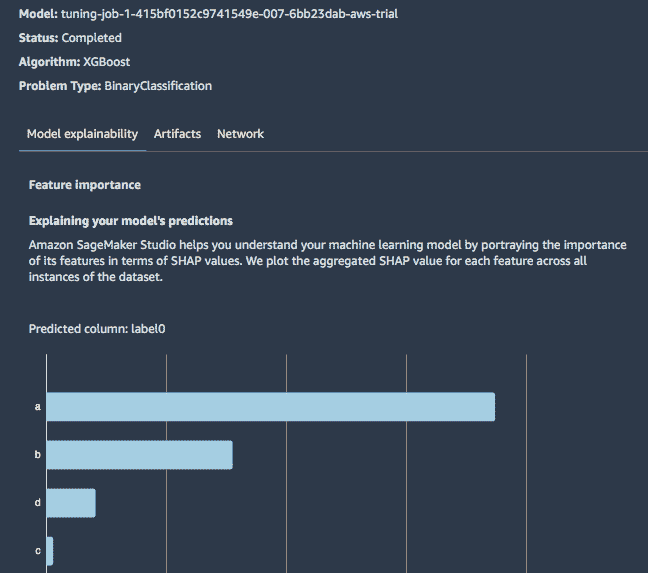 Model: tuning-job-1-415bf0152c9741549e-007-6bb23dab-aws-trial
Status: Completed
Algorithm: XGBoost
Problem Type: BinaryClassification
Model explainability Artifacts Network
Feature importance
Explaining your model's predictions
Amazon SageMaker Studio helps you understand your machine learning model by portraying the importance
of its features in terms of SHAP values. We plot the aggregated SHAP value for each feature across all
instances of the dataset.
Predicted column: label0
a
b
d
c